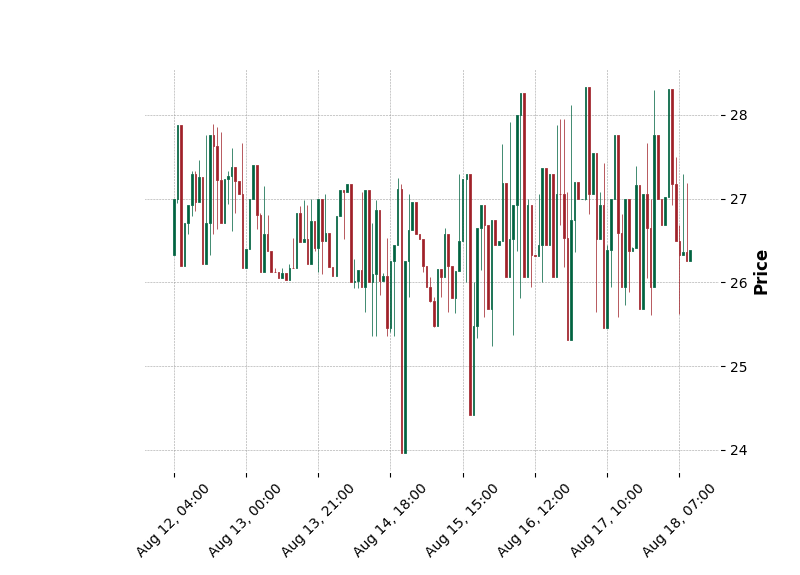 28
27
26
25
24
Price
Aug 12, 04:00
Aug 13, 00:00
Aug 13, 21:00
Aug 14, 18:00
Aug 15, 15:00
Aug 16, 12:00
Aug 17, 10:00
Aug 18, 07:00